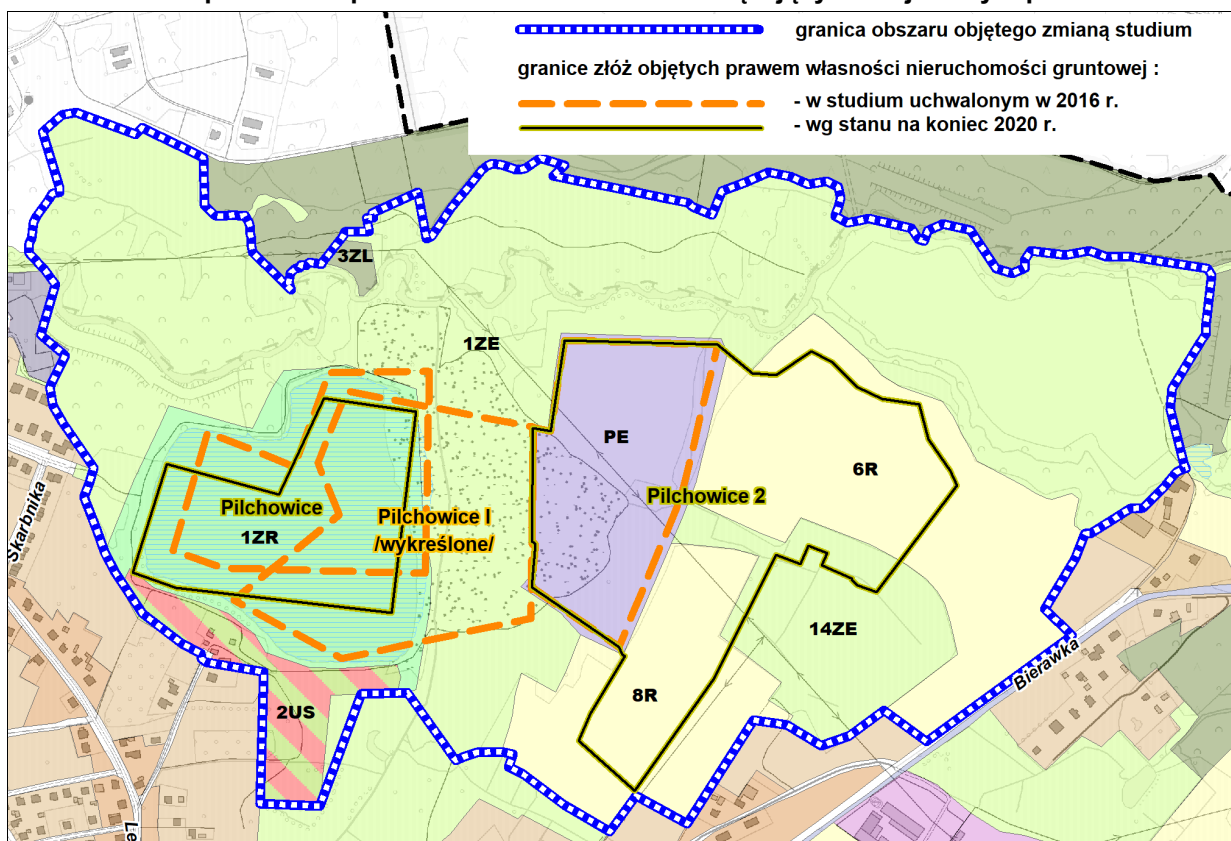 granica obszaru objętego zmianą studium
granice złóż objętych prawem własności nieruchomości gruntowej :
- w studium uchwalonym w 2016 r.
- wg stanu na koniec 2020 r.
3ZL
1ZE
PE
6R
Pilchowice 2
Pilchowice
Pilchowice I
/wykreślone/
1ZR
Skarbnika
14ZE
Bierawka
8R
2US
Le